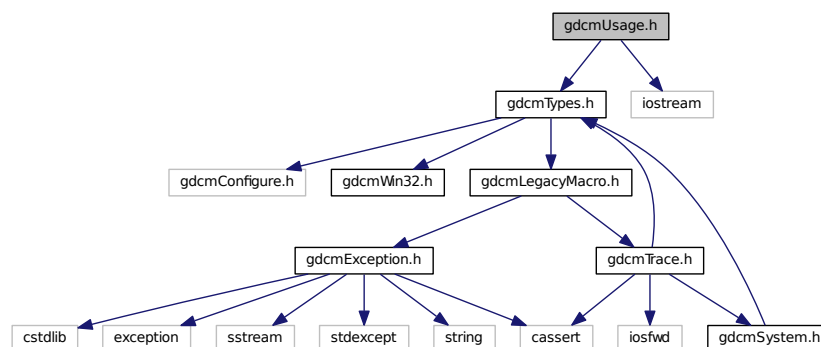 gdcmUsage.h
gdcmTypes.h
iostream
gdcmConfigure.h
gdcmWin32.h
gdcmLegacyMacro.h
gdcmException.h
gdcmTrace.h
cstdlib
exception
sstream
stdexcept
string
cassert
iosfwd
gdcmSystem.h